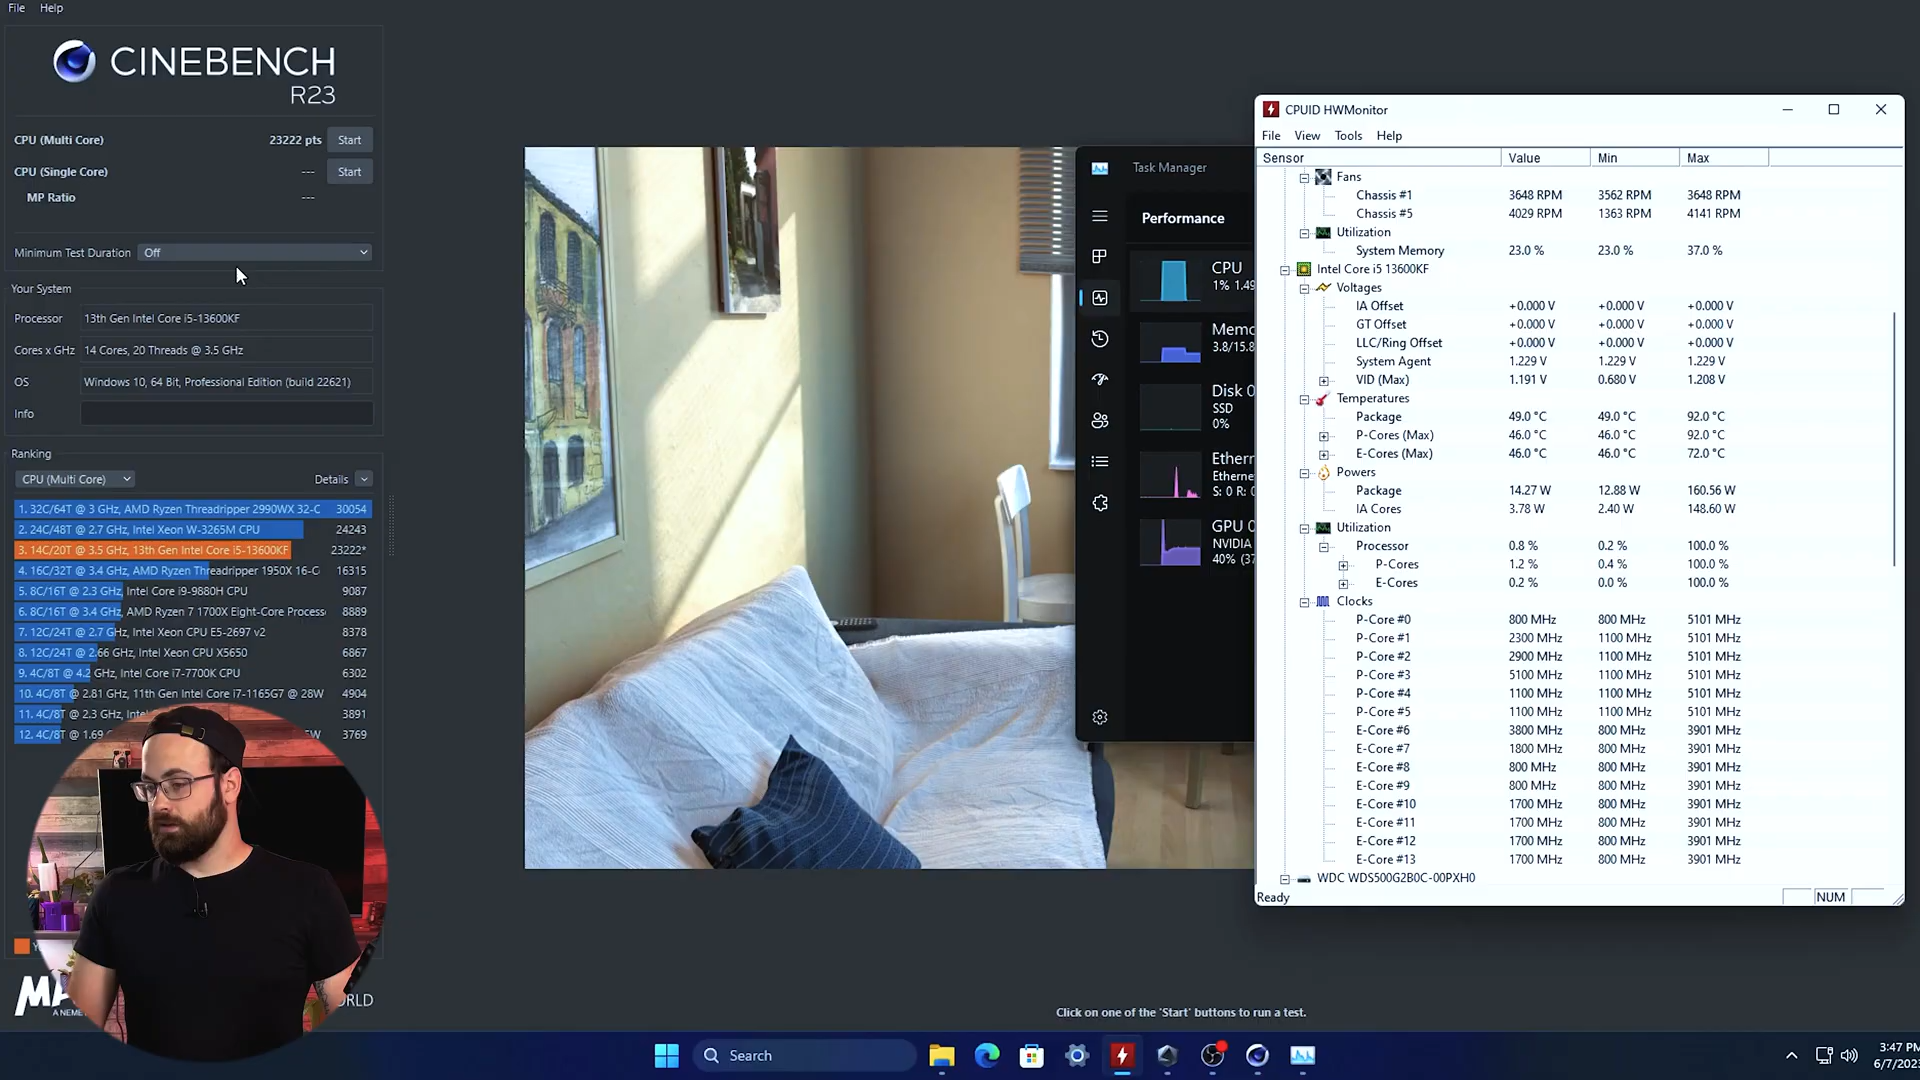 File Help
CINEBENCH
R23
CPU (Multi Core) 23222 pts Start
CPU (Single Core) --- Start
MP Ratio ---
Minimum Test Duration Off
Your System
Processor 13th Gen Intel Core i5-13600KF
Cores x GHz 14 Cores, 20 Threads @ 3.5 GHz
OS Windows 10, 64 Bit, Professional Edition (build 22621)
Info
Ranking
CPU (Multi Core) Details
1. 32C/64T @ 3 GHz, AMD Ryzen Threadripper 2990WX 32-C 30054
2. 24C/48T @ 2.7 GHz, Intel Xeon W-3265M CPU 24243
3. 14C/20T @ 3.5 GHz, 13th Gen Intel Core i5-13600KF 23222*
4. 16C/32T @ 3.4 GHz, AMD Ryzen Threadripper 1950X 16-C 16315
5. 8C/16T @ 2.3 GHz, Intel Core i9-9880H CPU 9087
6. 8C/16T @ 3.4 GHz, AMD Ryzen 7 1700X Eight-Core Process 8889
7. 12C/24T @ 2.7 GHz, Intel Xeon CPU E5-2697 v2 8378
8. 12C/24T @ 2.66 GHz, Intel Xeon CPU X5650 6867
9. 4C/8T @ 4.2 GHz, Intel Core i7-7700K CPU 6302
10. 4C/8T @ 2.81 GHz, 11th Gen Intel Core i7-1165G7 @ 28W 4904
11. 4C/8T @ 2.3 GHz, Int 3891
12. 4C/8T @ 1.69 W 3769
Task Manager
Performance
CPU
1% 1.49
Memo
3.8/15.8
Disk 0
SSD
0%
Ethern
Etherne
S: 0 R: 0
GPU 0
NVIDIA
40% (37
CPUID HWMonitor
File View Tools Help
Sensor Value Min Max
Fans
Chassis #1 3648 RPM 3562 RPM 3648 RPM
Chassis #5 4029 RPM 1363 RPM 4141 RPM
Utilization
System Memory 23.0 % 23.0 % 37.0 %
Intel Core i5 13600KF
Voltages
IA Offset +0.000 V +0.000 V +0.000 V
GT Offset +0.000 V +0.000 V +0.000 V
LLC/Ring Offset +0.000 V +0.000 V +0.000 V
System Agent 1.229 V 1.229 V 1.229 V
VID (Max) 1.191 V 0.680 V 1.208 V
Temperatures
Package 49.0 °C 49.0 °C 92.0 °C
P-Cores (Max) 46.0 °C 46.0 °C 92.0 °C
E-Cores (Max) 46.0 °C 46.0 °C 72.0 °C
Powers
Package 14.27 W 12.88 W 160.56 W
IA Cores 3.78 W 2.40 W 148.60 W
Utilization
Processor 0.8 % 0.2 % 100.0 %
P-Cores 1.2 % 0.4 % 100.0 %
E-Cores 0.2 % 0.0 % 100.0 %
Clocks
P-Core #0 800 MHz 800 MHz 5101 MHz
P-Core #1 2300 MHz 1100 MHz 5101 MHz
P-Core #2 2900 MHz 1100 MHz 5101 MHz
P-Core #3 5100 MHz 1100 MHz 5101 MHz
P-Core #4 1100 MHz 1100 MHz 5101 MHz
P-Core #5 1100 MHz 1100 MHz 5101 MHz
E-Core #6 3800 MHz 800 MHz 3901 MHz
E-Core #7 1800 MHz 800 MHz 3901 MHz
E-Core #8 800 MHz 800 MHz 3901 MHz
E-Core #9 800 MHz 800 MHz 3901 MHz
E-Core #10 1700 MHz 800 MHz 3901 MHz
E-Core #11 1700 MHz 800 MHz 3901 MHz
E-Core #12 1700 MHz 800 MHz 3901 MHz
E-Core #13 1700 MHz 800 MHz 3901 MHz
WDC WDS500G2B0C-00PXH0
Ready NUM
MA ORLD
A NEME
Click on one of the 'Start' buttons to run a test.
Search
3:47 PM
6/7/202